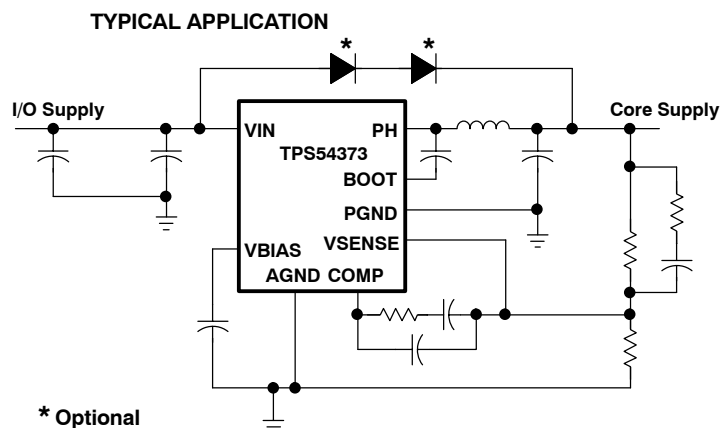 TYPICAL APPLICATION
* *
I/O Supply
Core Supply
VIN
PH
TPS54373
BOOT
PGND
VSENSE
VBIAS
AGND COMP
* Optional